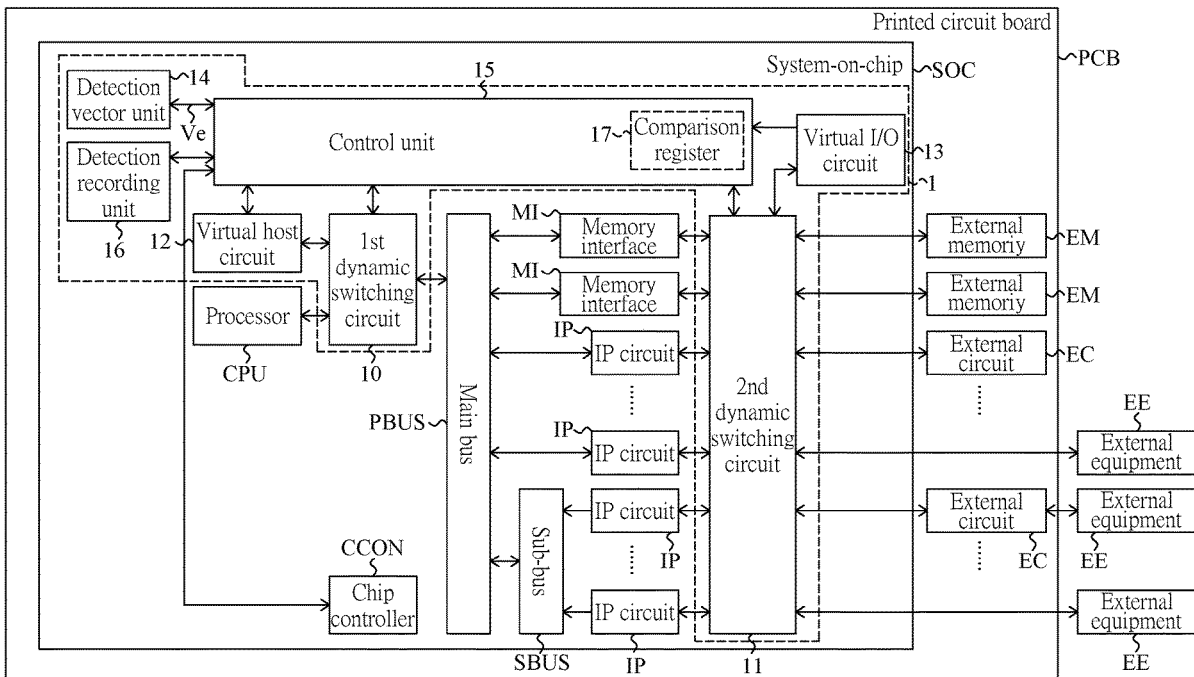 Printed circuit board
PCB
System-on-chip
SOC
14
15
Detection
vector unit
Ve
Control unit
17
Comparison
register
Virtual I/O
circuit
13
1
Detection
recording
unit
16
12
Virtual host
circuit
1st
dynamic
switching
circuit
10
Processor
CPU
MI
Memory
interface
External
memoriy
EM
MI
Memory
interface
External
memoriy
EM
IP
IP circuit
External
circuit
EC
PBUS
Main bus
2nd
dynamic
switching
circuit
IP
IP circuit
EE
External
equipment
IP circuit
IP
External
circuit
EC
External
equipment
EE
Sub-bus
SBUS
CCON
Chip
controller
IP circuit
IP
11
External
equipment
EE